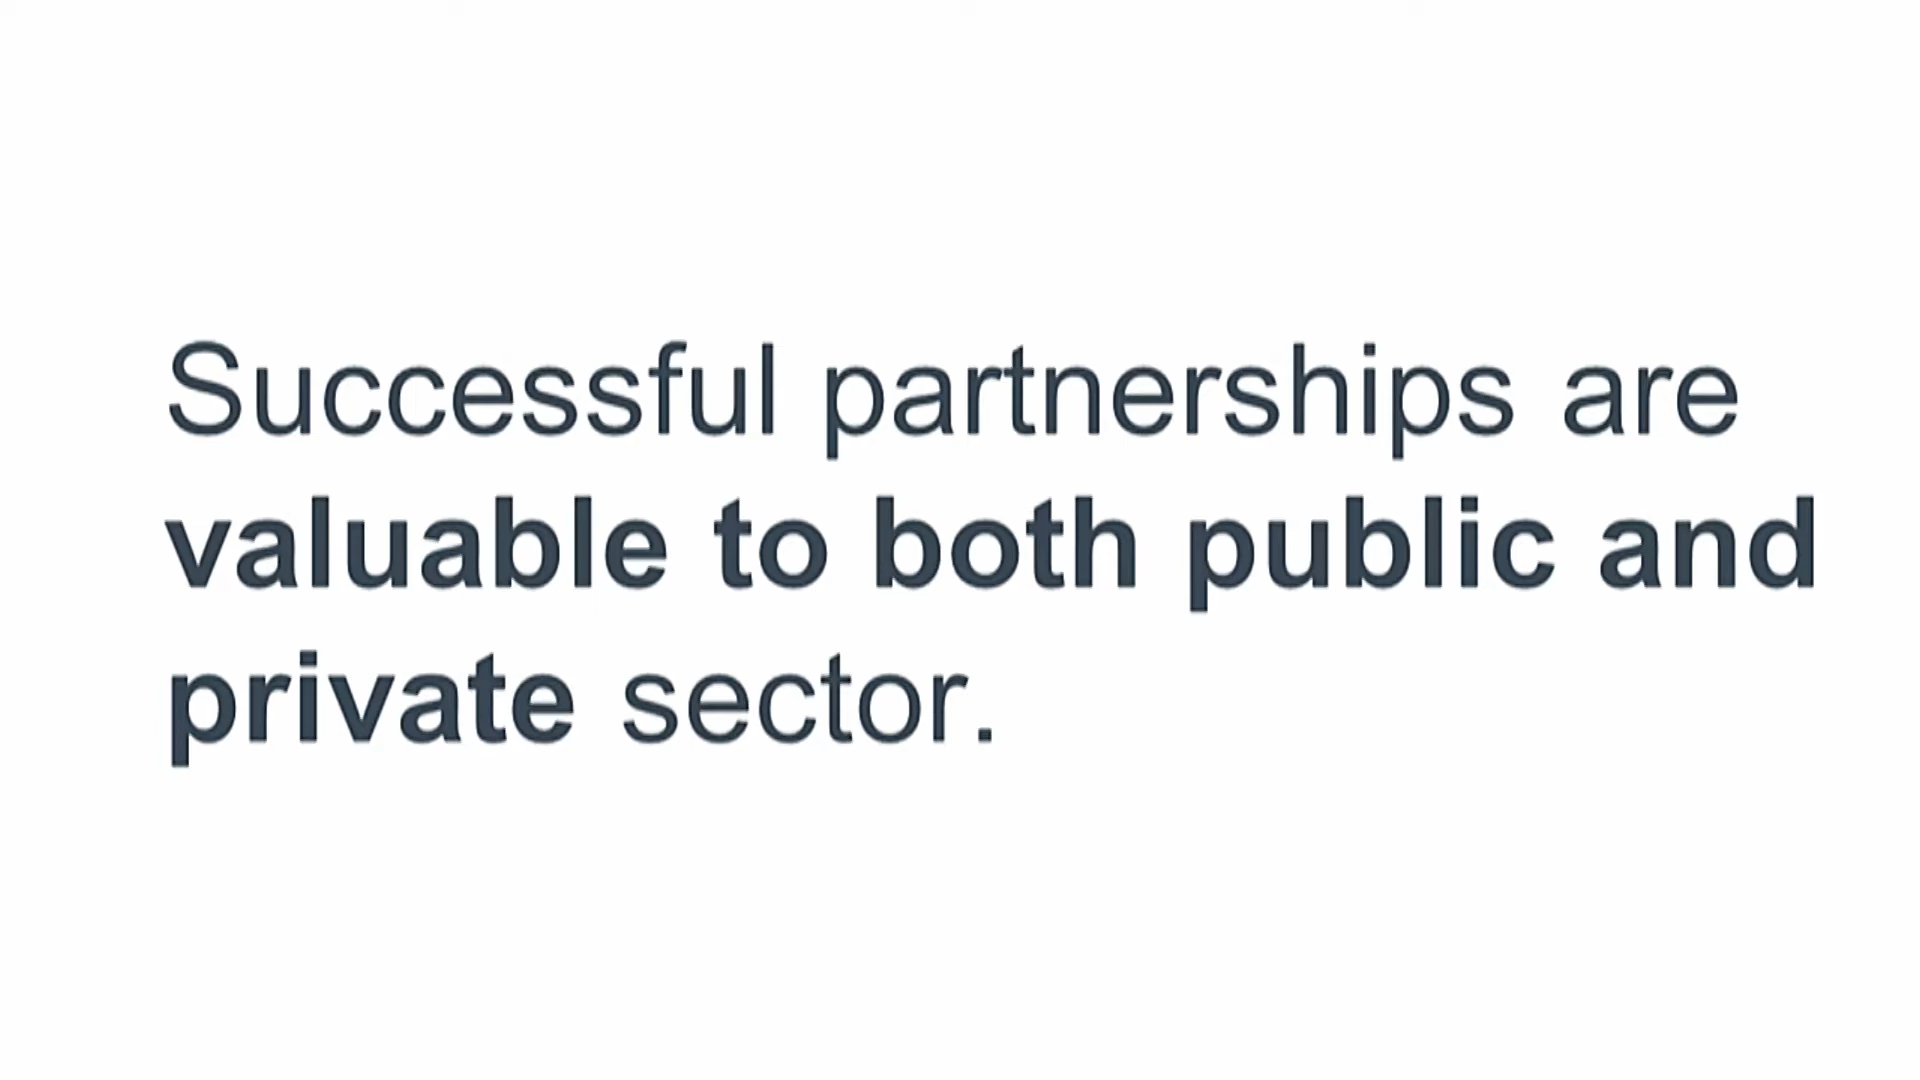 Successful partnerships are
valuable to both public and
private sector.